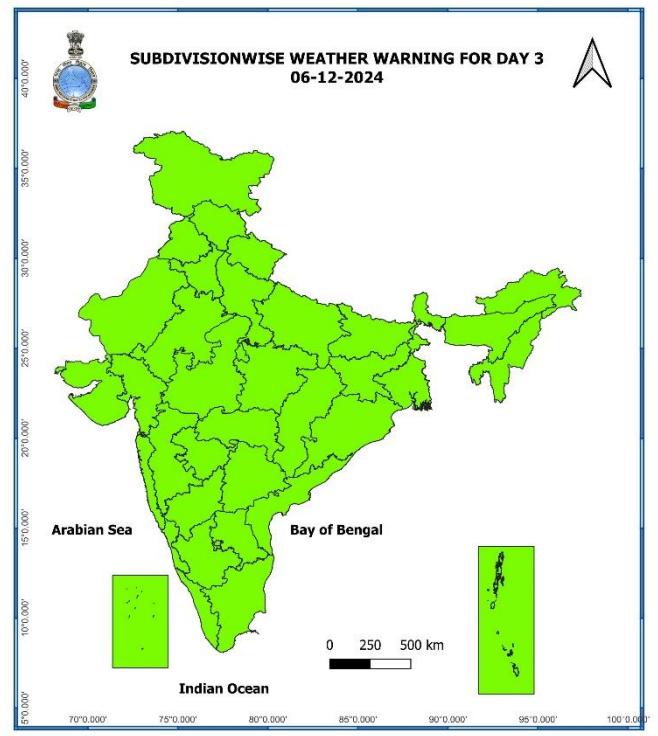 SUBDIVISIONWISE WEATHER WARNING FOR DAY 3
06-12-2024
40°0.000'
35°0.000'
30°0.000'
25°0.000'
20°0.000'
15°0.000'
10°0.000'
5°0.000'
Arabian Sea
Bay of Bengal
0 250 500 km
Indian Ocean
70°0.000' 75°0.000' 80°0.000' 85°0.000' 90°0.000' 95°0.000' 100°0.000'